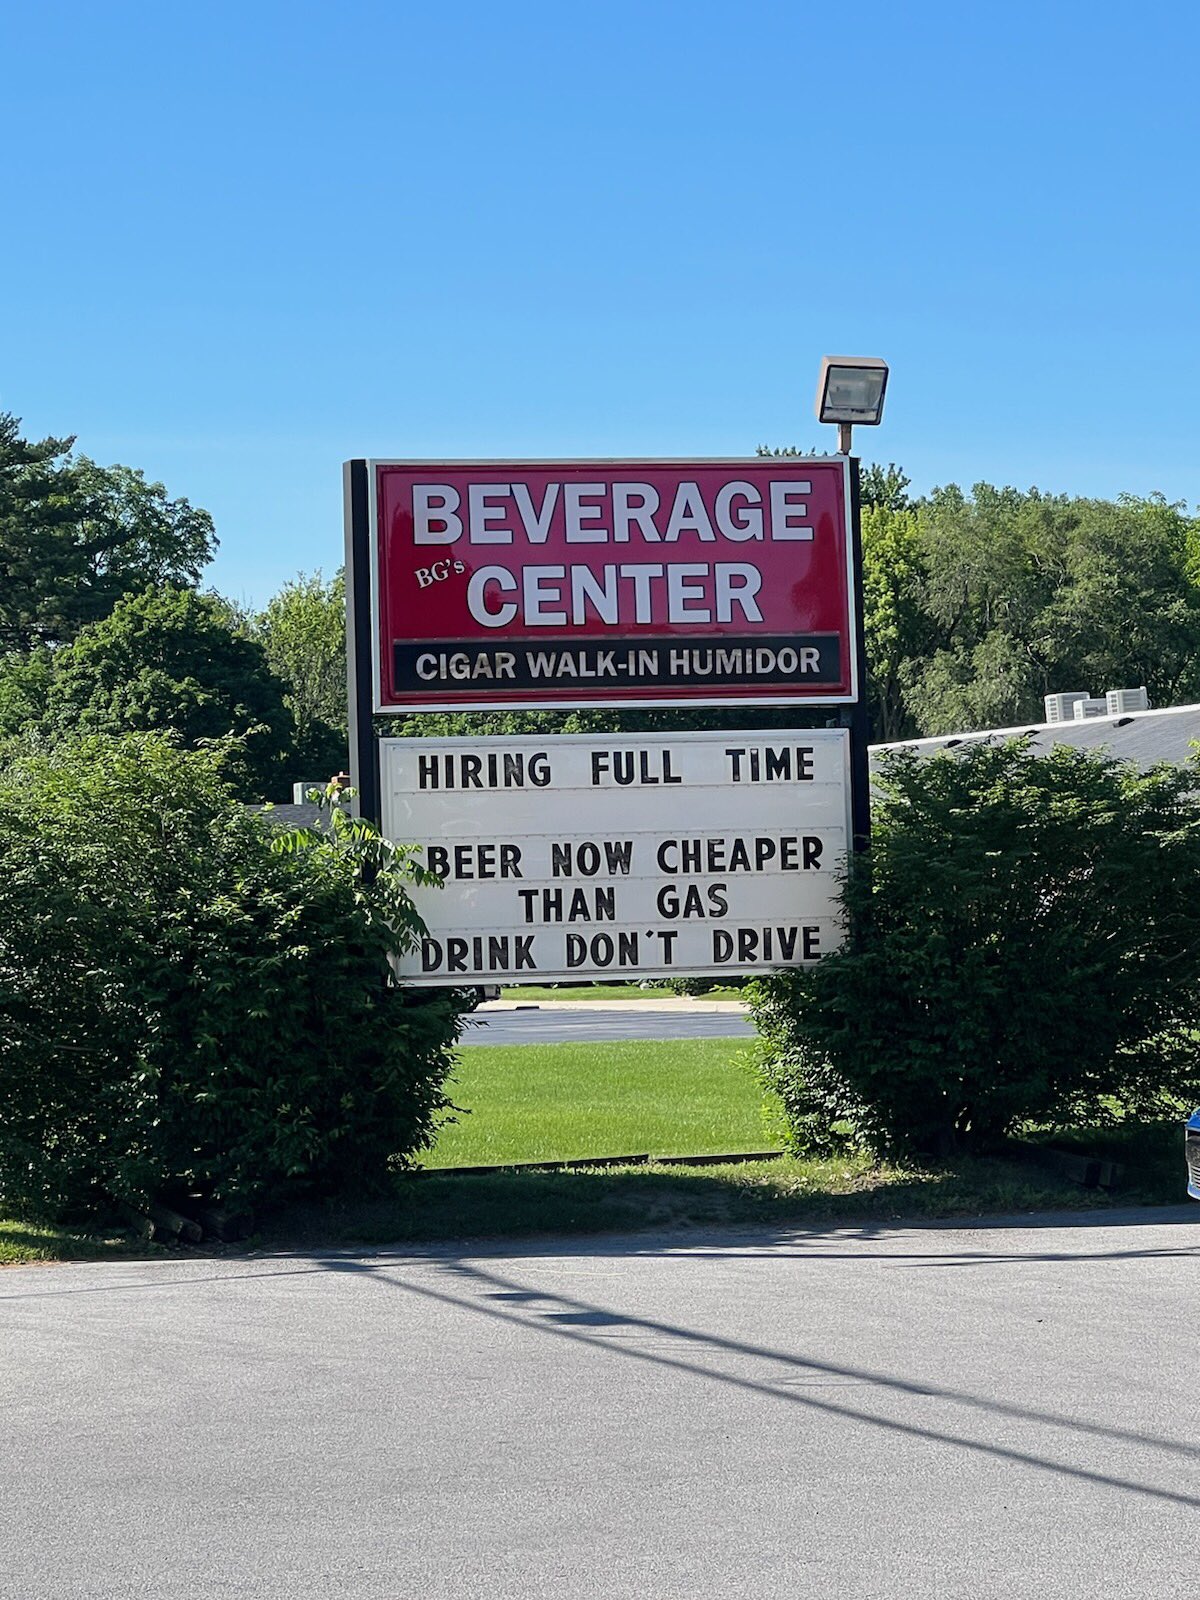 BEVERAGE
BG's CENTER
CIGAR WALK-IN HUMIDOR
HIRING FULL TIME
BEER NOW CHEAPER
THAN GAS
DRINK DON'T DRIVE